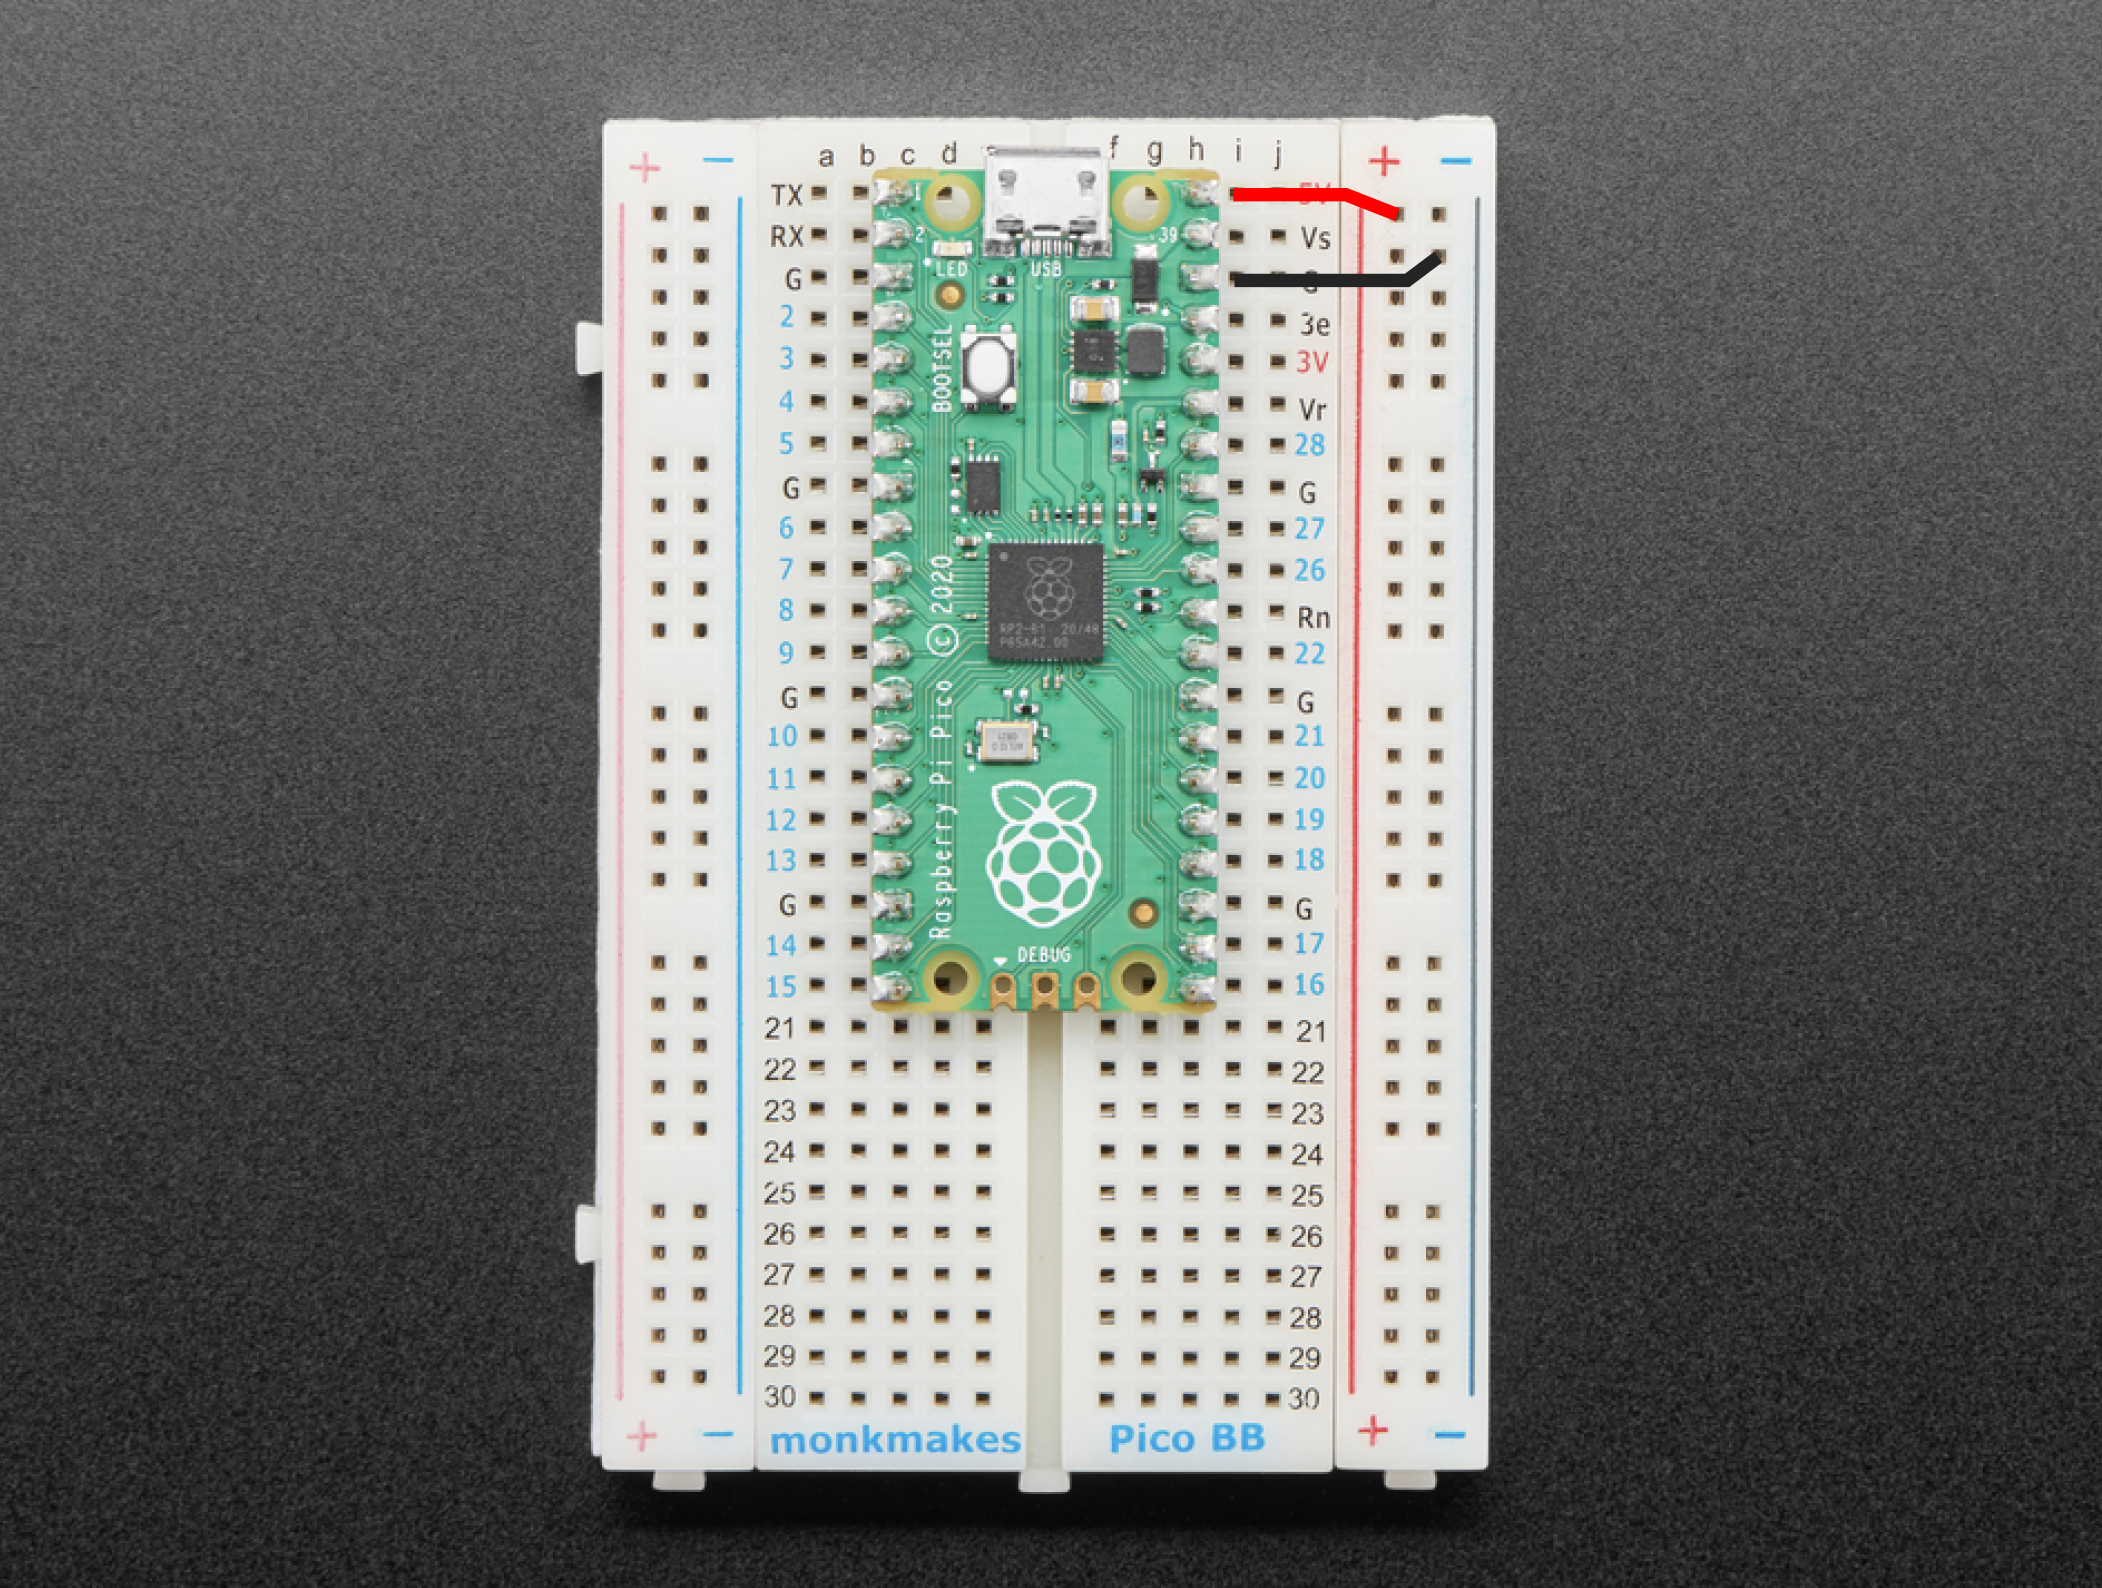 a b c d f g h i j
+ − + −
TX 1
RX 2 39 Vs
G LED USB G
2 3e
3 BOOTSEL 3V
4 Vr
5 28
G G
6 27
7 26
8 Rn
9 22
G G
10 21
11 20
12 19
13 18
G G
14 17
15 DEBUG 16
Raspberry Pi Pico © 2020
21 21
22 22
23 23
24 24
25 25
26 26
27 27
28 28
29 29
30 30
+ − monkmakes Pico BB + −